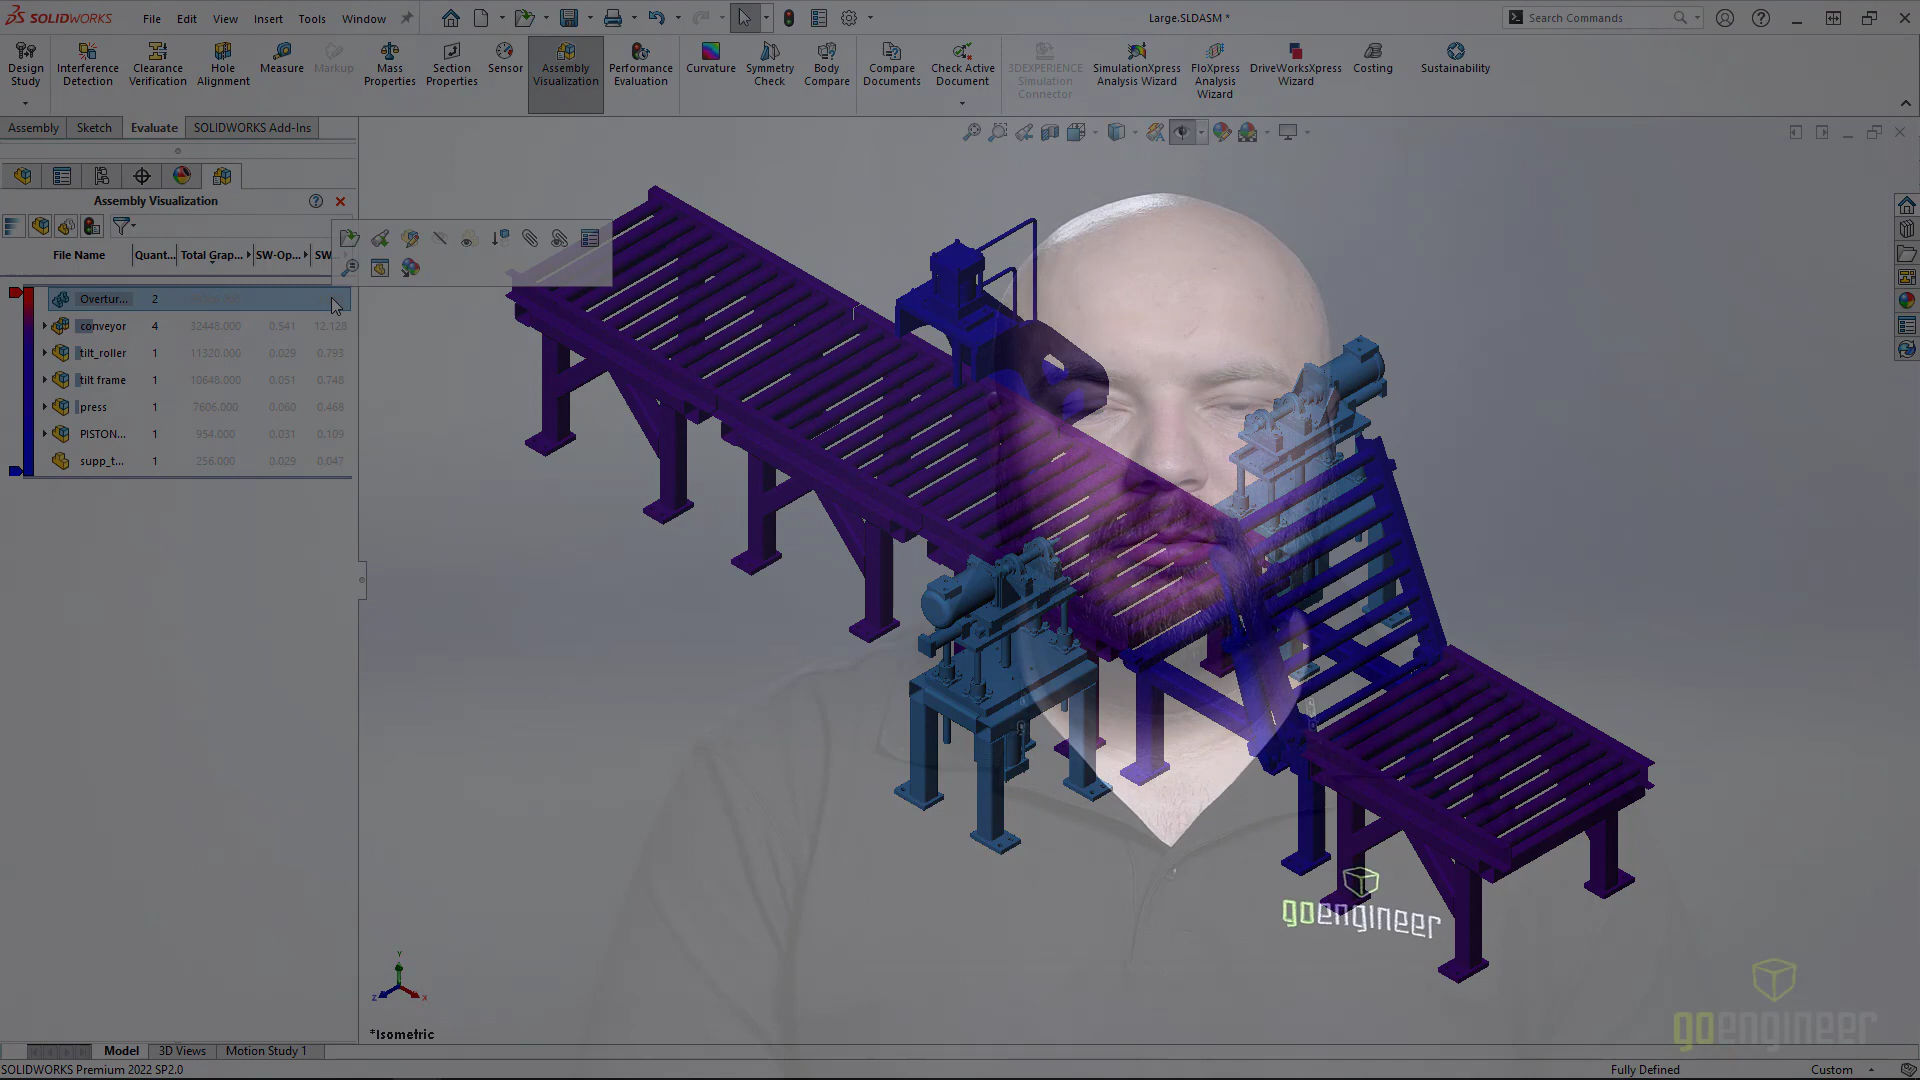 SOLIDWORKS File Edit View Insert Tools Window Large.SLDASM * Search Commands
Design Study
Interference Detection
Clearance Verification
Hole Alignment
Measure
Markup
Mass Properties
Section Properties
Sensor
Assembly Visualization
Performance Evaluation
Curvature
Symmetry Check
Body Compare
Compare Documents
Check Active Document
3DEXPERIENCE Simulation Connector
SimulationXpress Analysis Wizard
FloXpress Analysis Wizard
DriveWorksXpress Wizard
Costing
Sustainability
Assembly Sketch Evaluate SOLIDWORKS Add-Ins
Assembly Visualization
File Name Quant... Total Grap... SW-Op... SW
Overtur... 2
conveyor 4 32448.000 0.541 12.128
tilt_roller 1 11320.000 0.029 0.793
tilt frame 1 10648.000 0.051 0.748
press 1 7606.000 0.060 0.468
PISTON... 1 954.000 0.031 0.109
supp_t... 1 256.000 0.029 0.047
goengineer
Y
Z X
*Isometric
goengineer
Model 3D Views Motion Study 1
SOLIDWORKS Premium 2022 SP2.0 Fully Defined Custom